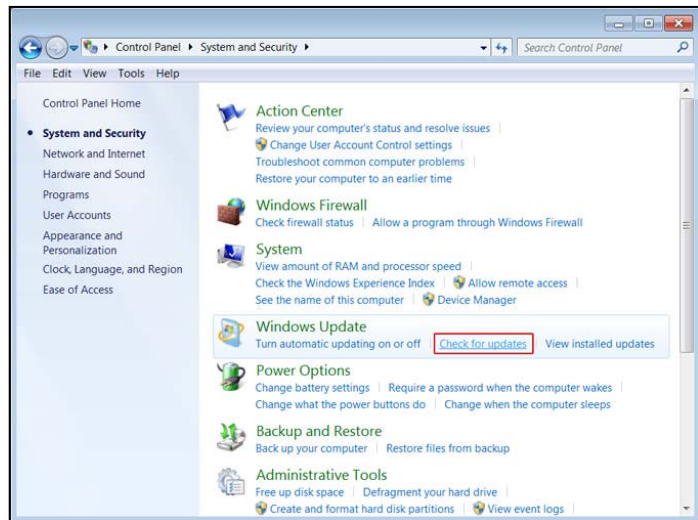 Control Panel System and Security
Search Control Panel
File Edit View Tools Help
Control Panel Home
System and Security
Network and Internet
Hardware and Sound
Programs
User Accounts
Appearance and
Personalization
Clock, Language, and Region
Ease of Access
Action Center
Review your computer's status and resolve issues
Change User Account Control settings
Troubleshoot common computer problems
Restore your computer to an earlier time
Windows Firewall
Check firewall status Allow a program through Windows Firewall
System
View amount of RAM and processor speed
Check the Windows Experience Index Allow remote access
See the name of this computer Device Manager
Windows Update
Turn automatic updating on or off Check for updates View installed updates
Power Options
Change battery settings Require a password when the computer wakes
Change what the power buttons do Change when the computer sleeps
Backup and Restore
Back up your computer Restore files from backup
Administrative Tools
Free up disk space Defragment your hard drive
Create and format hard disk partitions View event logs